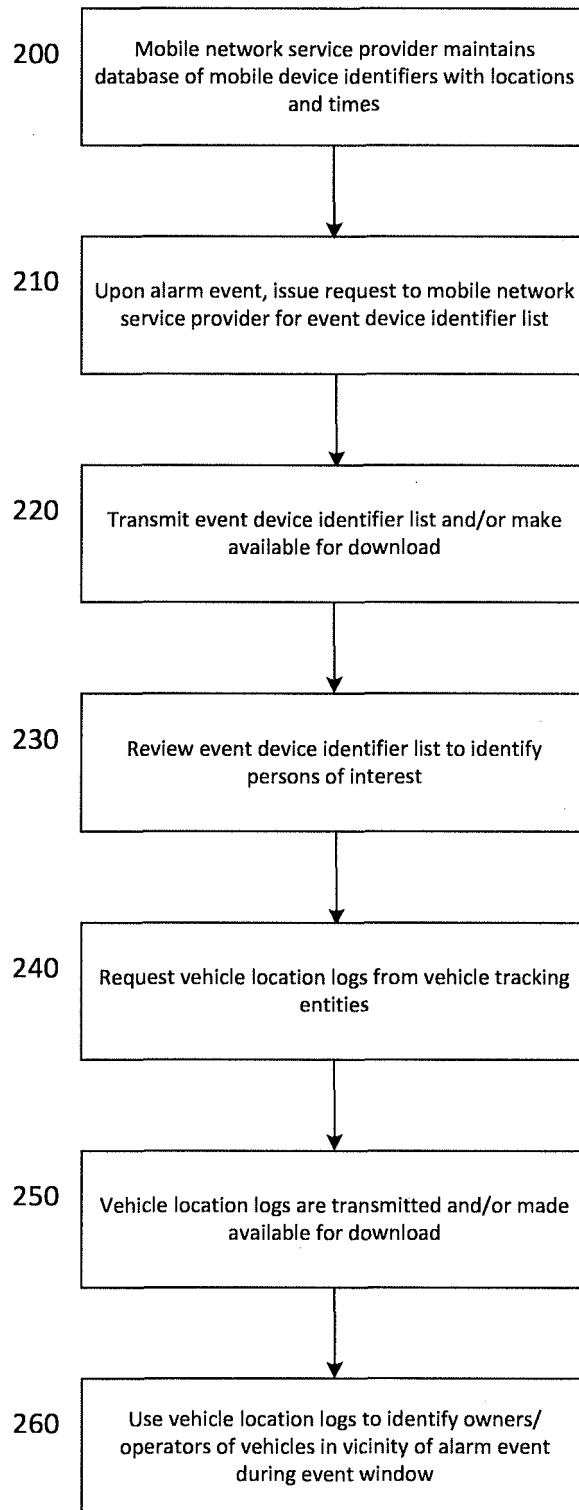 200
Mobile network service provider maintains
database of mobile device identifiers with locations
and times
210
Upon alarm event, issue request to mobile network
service provider for event device identifier list
220
Transmit event device identifier list and/or make
available for download
230
Review event device identifier list to identify
persons of interest
240
Request vehicle location logs from vehicle tracking
entities
250
Vehicle location logs are transmitted and/or made
available for download
260
Use vehicle location logs to identify owners/
operators of vehicles in vicinity of alarm event
during event window